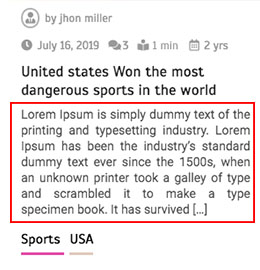 by jhon miller
July 16, 2019 3 1 min 2 yrs
United states Won the most
dangerous sports in the world
Lorem Ipsum is simply dummy text of the
printing and typesetting industry. Lorem
Ipsum has been the industry's standard
dummy text ever since the 1500s, when
an unknown printer took a galley of type
and scrambled it to make a type
specimen book. It has survived [...]
Sports USA